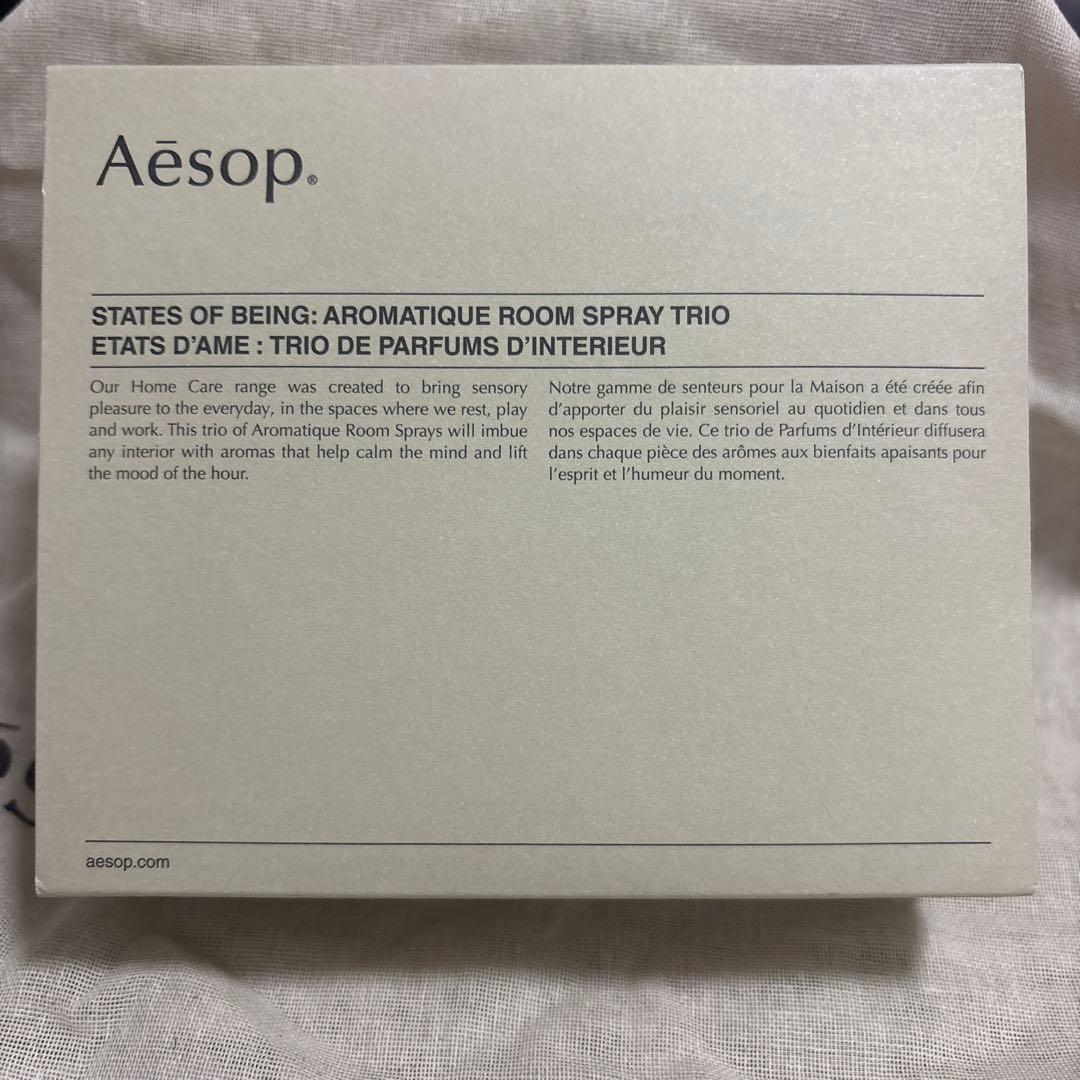 Aēsop.®
STATES OF BEING: AROMATIQUE ROOM SPRAY TRIO
ETATS D'AME : TRIO DE PARFUMS D'INTERIEUR
Our Home Care range was created to bring sensory
pleasure to the everyday, in the spaces where we rest, play
and work. This trio of Aromatique Room Sprays will imbue
any interior with aromas that help calm the mind and lift
the mood of the hour.
Notre gamme de senteurs pour la Maison a été créée afin
d'apporter du plaisir sensoriel au quotidien et dans tous
nos espaces de vie. Ce trio de Parfums d'Intérieur diffusera
dans chaque pièce des arômes aux bienfaits apaisants pour
l'esprit et l'humeur du moment.
aesop.com